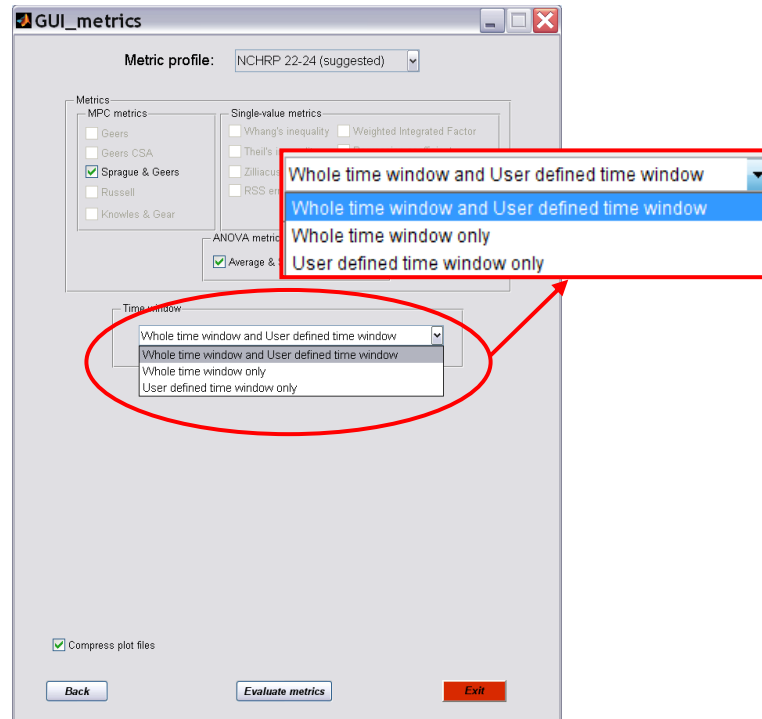 GUI_metrics
Metric profile: NCHRP 22-24 (suggested)
Metrics
MPC metrics
Geers
Geers CSA
Sprague & Geers
Russell
Knowles & Gear
Single-value metrics
Whang's inequality Weighted Integrated Factor
Theil's
Zilliacus
RSS
ANOVA metric
Average &
Whole time window and User defined time window
Whole time window and User defined time window
Whole time window only
User defined time window only
Time window
Whole time window and User defined time window
Whole time window and User defined time window
Whole time window only
User defined time window only
Compress plot files
Back Evaluate metrics Exit